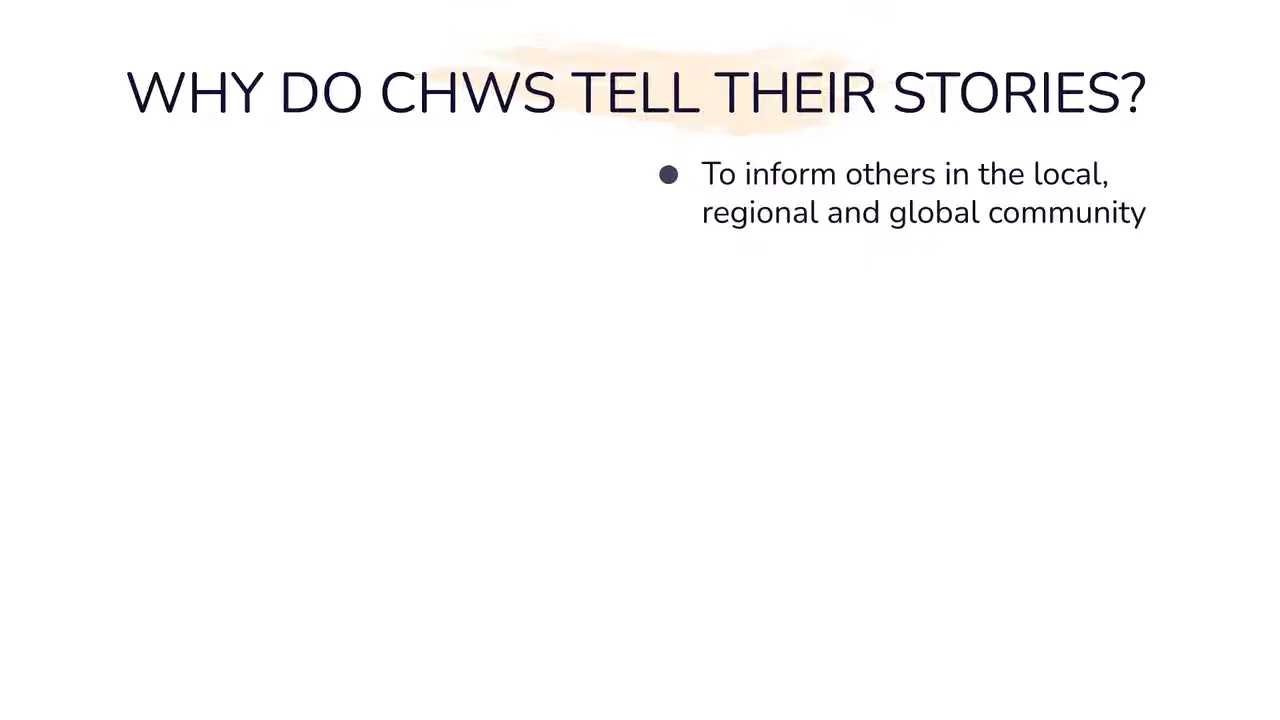 WHY DO CHWS TELL THEIR STORIES?
● To inform others in the local,
regional and global community